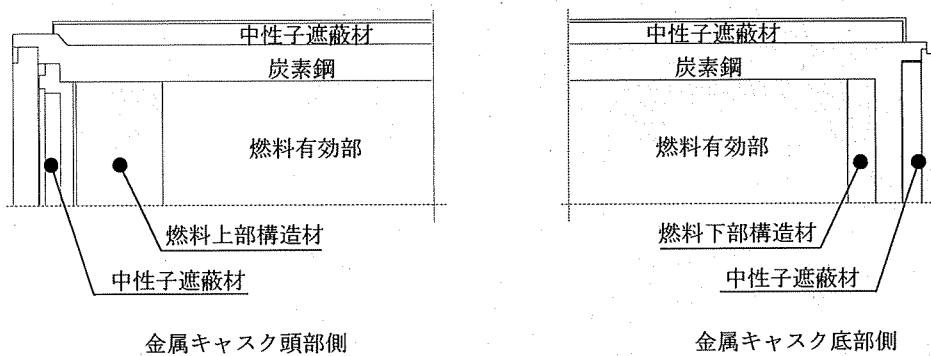 中性子遮蔽材
炭素鋼
燃料有効部
燃料上部構造材
中性子遮蔽材
金属キャスク頭部側
中性子遮蔽材
炭素鋼
燃料有効部
燃料下部構造材
中性子遮蔽材
金属キャスク底部側